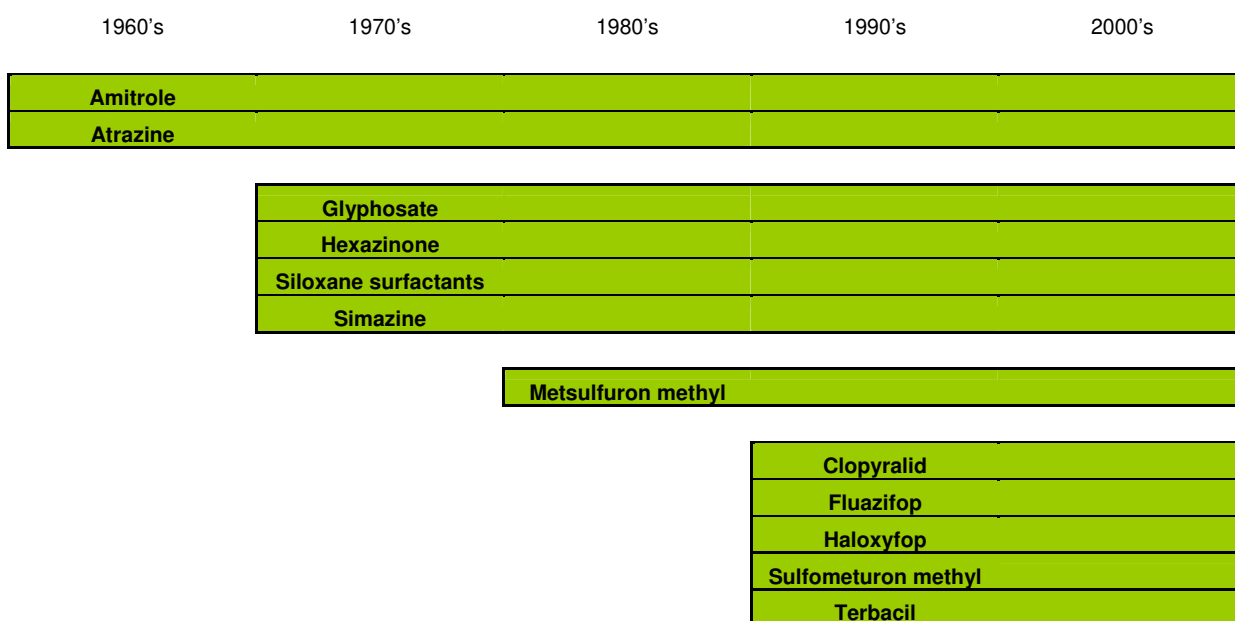 1960's 1970's 1980's 1990's 2000's
Amitrole
Atrazine
Glyphosate
Hexazinone
Siloxane surfactants
Simazine
Metsulfuron methyl
Clopyralid
Fluazifop
Haloxyfop
Sulfometuron methyl
Terbacil